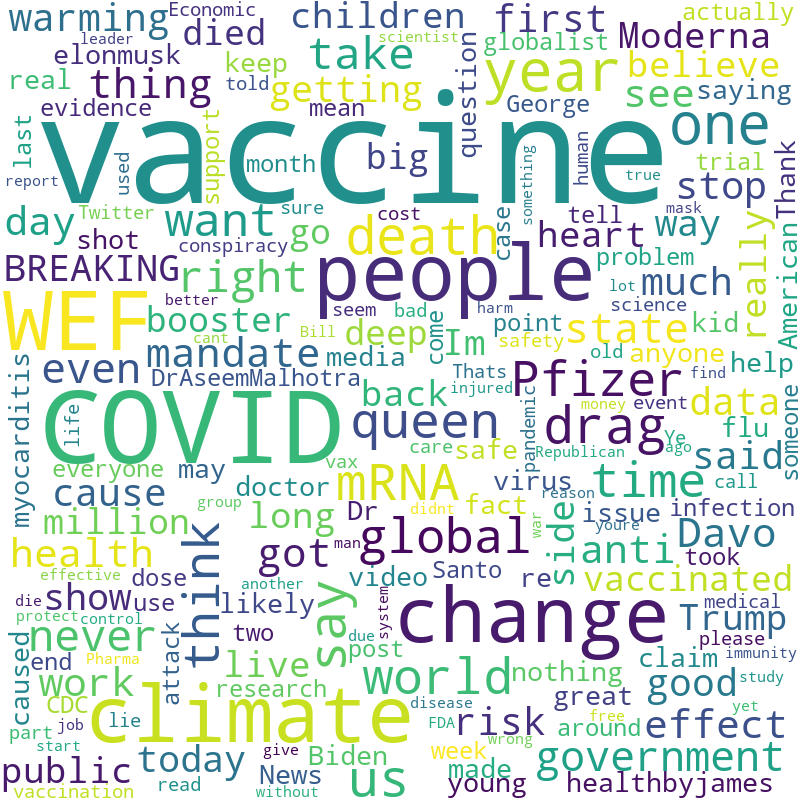 warming
Economic
leader
died
children
scientist
first
actually
elonmusk
keep
take
globalist
Moderna
real
thing
told
getting
year
believe
evidence
mean
question
George
see
saying
last
vaccine
one
report
used
support
month
big
human
something
true
trial
Thank
day
Twitter
want
sure
go
cost
death
case
tell
mask
stop
way
shot
conspiracy
heart
BREAKING
right
people
problem
much
really
American
better
seem
bad
harm
lot
science
WEF
booster
cant
Bill
deep
come
Im
point
safety
state
kid
even
mandate
media
Thats
old
anyone
help
DrAseemMalhotra
back
injured
Pfizer
find
myocarditis
COVID
life
queen
pandemic
drag
money
event
data
someone
everyone
may
vax
care
safe
Republican
Ye
ago
flu
said
call
cause
doctor
mRNA
virus
reason
time
million
group
long
didnt
fact
issue
infection
Dr
war
youre
health
think
got
man
global
side
anti
Davo
took
effective
another
video
Santo
re
vaccinated
die
show
dose
use
likely
say
system
change
medical
protect
control
two
due
post
Trump
please
immunity
never
caused
end
attack
live
world
nothing
claim
work
research
great
good
study
CDC
lie
climate
disease
free
yet
part
job
FDA
risk
around
effect
start
give
wrong
Pharma
public
today
Biden
week
made
government
vaccination
read
News
without
us
young
healthbyjames